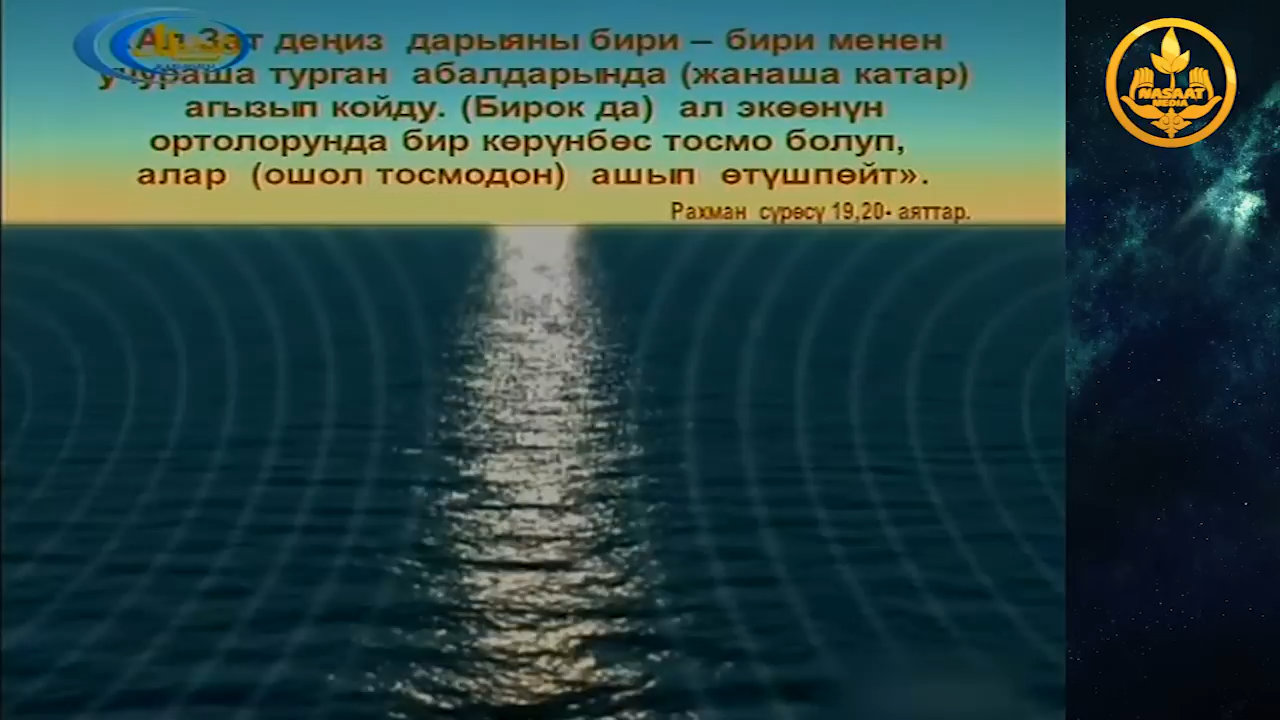 Ал Зат деңиз дарыяны бири – бири менен
учураша турган абалдарында (жанаша катар)
агызып койду. (Бирок да) ал экөөнүн
ортолорунда бир көрүнбөс тосмо болуп,
алар (ошол тосмодон) ашып өтүшпөйт».
Рахман сүрөсү 19,20- аяттар.
NASAAT
MEDIA